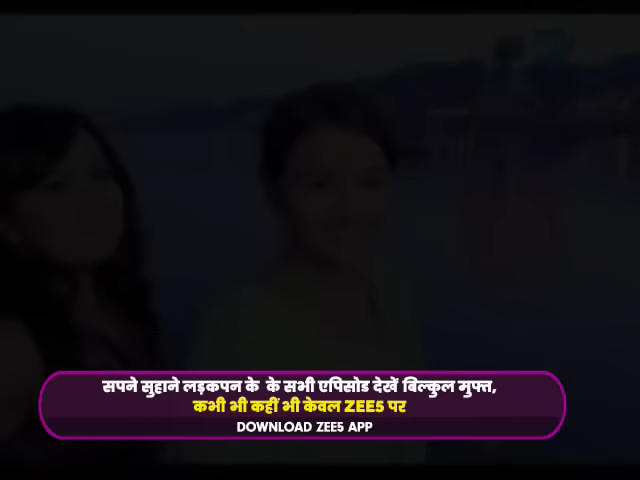 सपने सुहाने लड़कपन के के सभी एपिसोड देखें बिल्कुल मुफ्त,
कभी भी कहीं भी केवल ZEE5 पर
DOWNLOAD ZEE5 APP